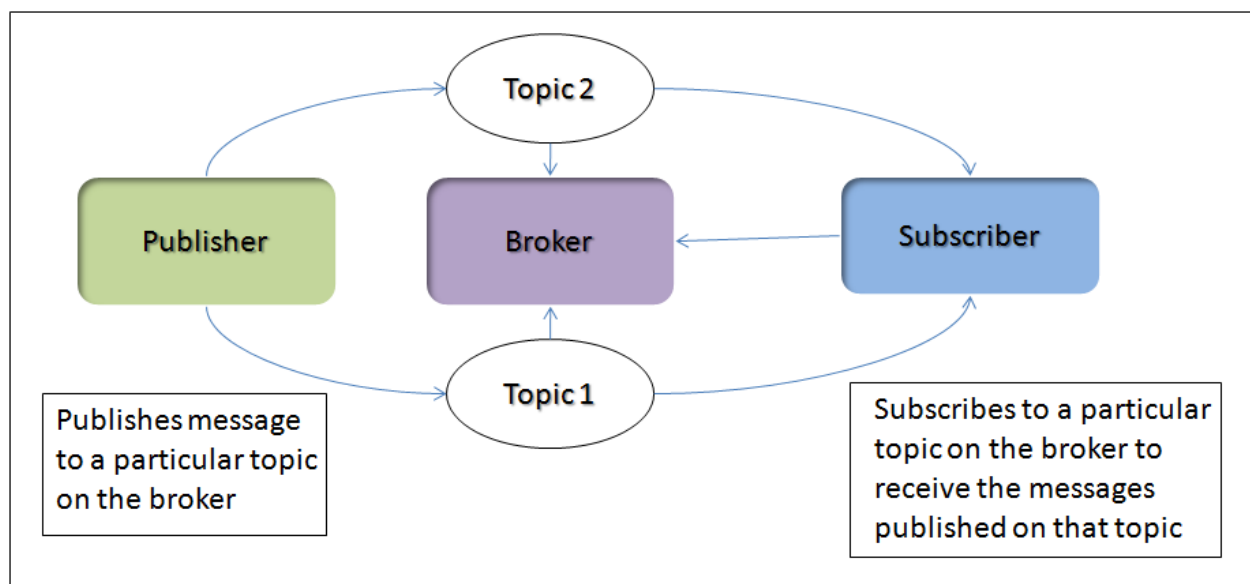 Topic 2
Publisher
Broker
Subscriber
Topic 1
Publishes message
to a particular topic
on the broker
Subscribes to a particular
topic on the broker to
receive the messages
published on that topic